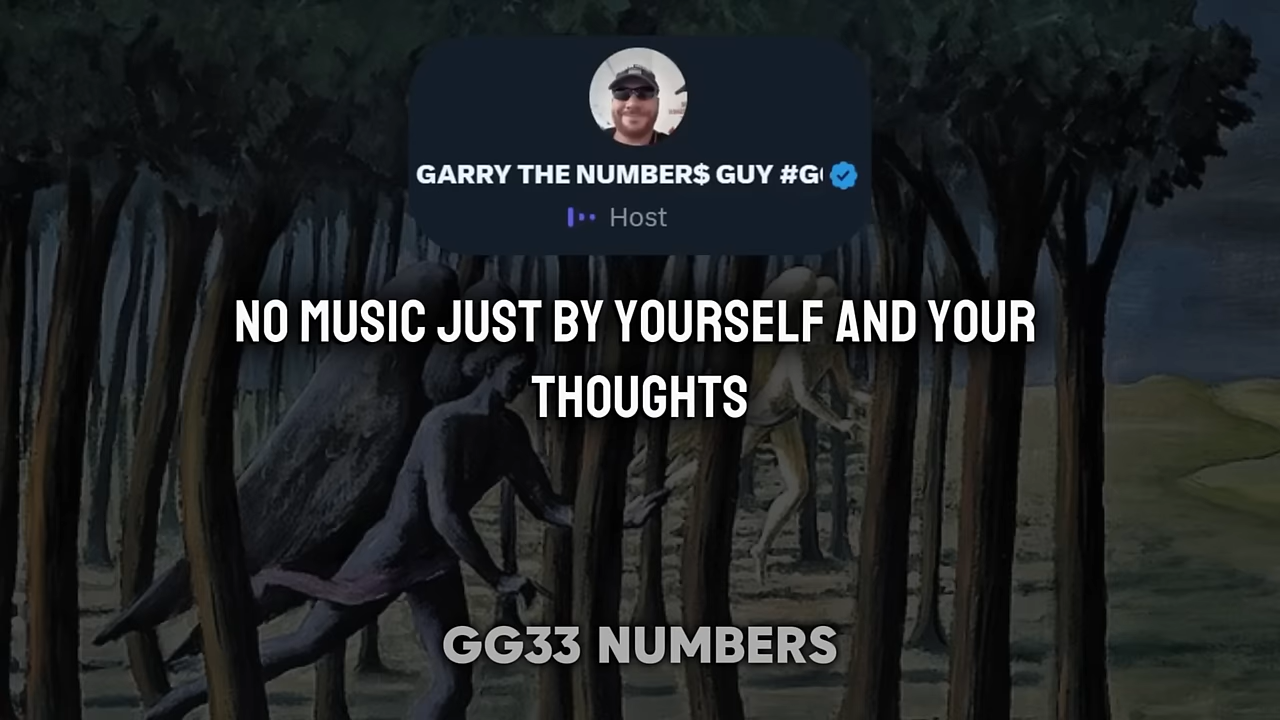 GARRY THE NUMBER$ GUY #G
Host
NO MUSIC JUST BY YOURSELF AND YOUR
THOUGHTS
GG33 NUMBERS